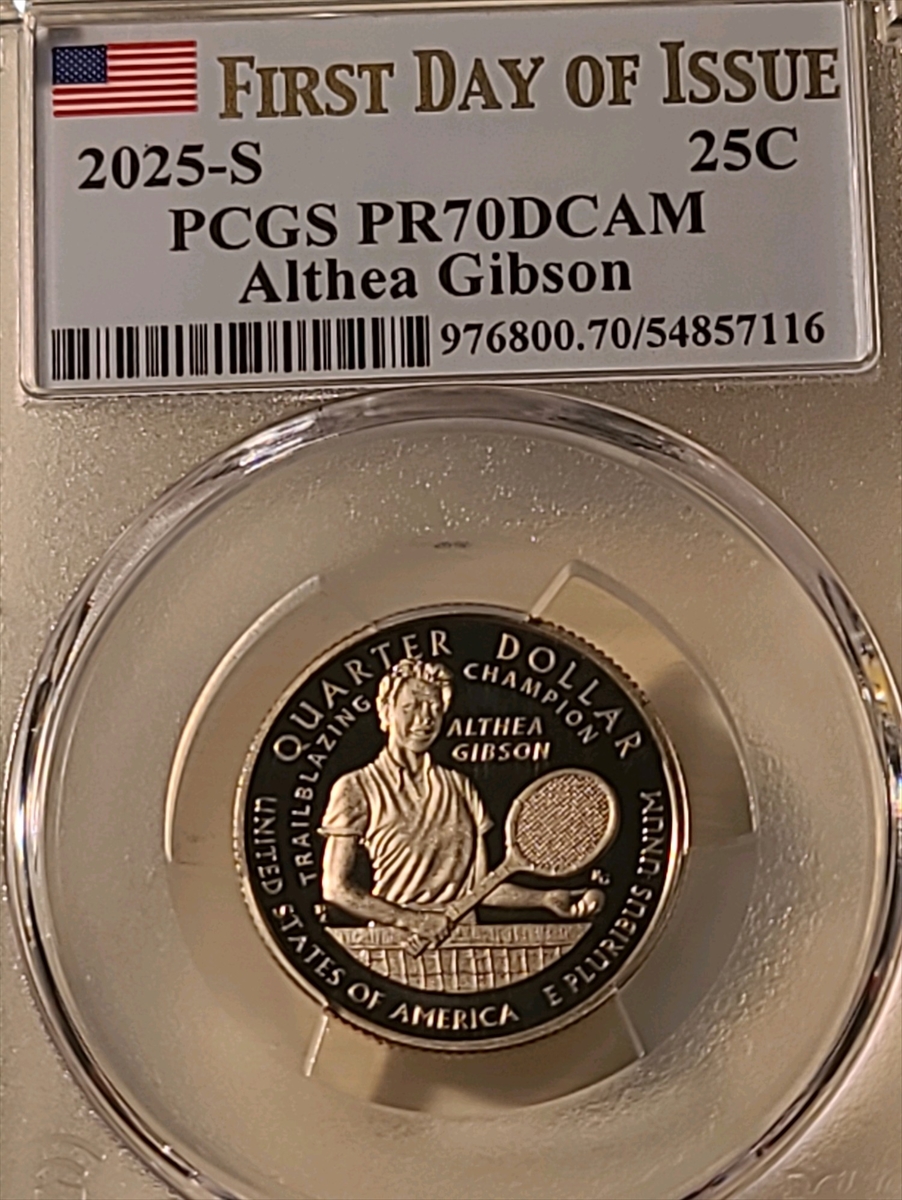 FIRST DAY OF ISSUE
2025-S 25C
PCGS PR70DCAM
Althea Gibson
976800.70/54857116
QUARTER DOLLAR
TRAILBLAZING CHAMPION
ALTHEA
GIBSON
UNITED STATES OF AMERICA
E PLURIBUS UNUM